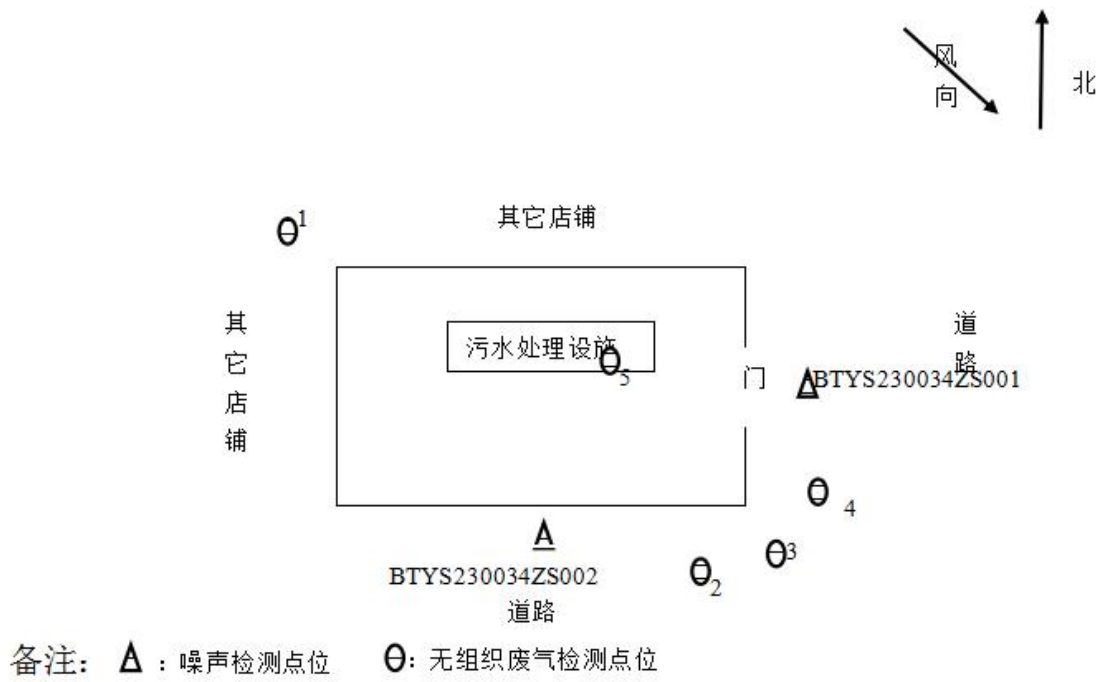 风向
北
1
其它店铺
其它店铺
道路
污水处理设施
5
门
BTYS230034ZS001
4
3
2
BTYS230034ZS002
道路
备注： ：噪声检测点位 ：无组织废气检测点位